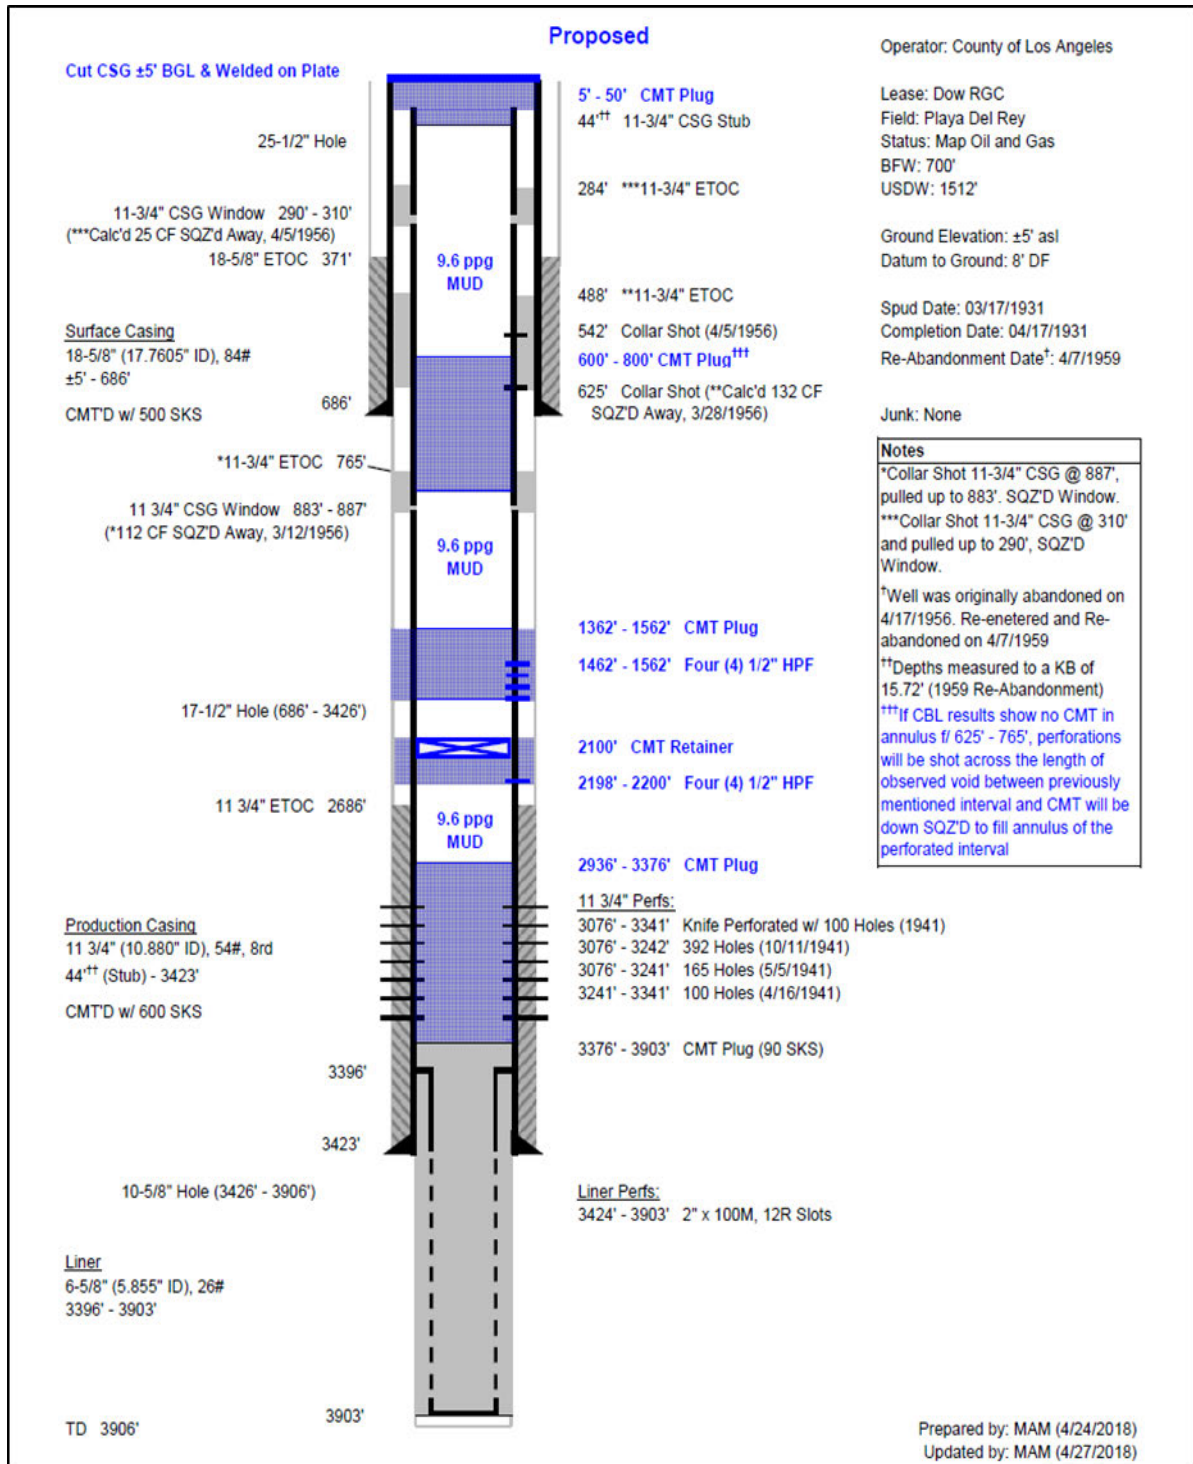 Proposed
Operator: County of Los Angeles
Cut CSG ±5' BGL & Welded on Plate
5' - 50' CMT Plug
44'†† 11-3/4" CSG Stub
25-1/2" Hole
284' ***11-3/4" ETOC
11-3/4" CSG Window 290' - 310'
(***Calc'd 25 CF SQZ'd Away, 4/5/1956)
18-5/8" ETOC 371'
9.6 ppg
MUD
488' **11-3/4" ETOC
542' Collar Shot (4/5/1956)
600' - 800' CMT Plug†††
625' Collar Shot (**Calc'd 132 CF
SQZ'D Away, 3/28/1956)
Surface Casing
18-5/8" (17.7605" ID), 84#
±5' - 686'
CMT'D w/ 500 SKS
686'
*11-3/4" ETOC 765'
11 3/4" CSG Window 883' - 887'
(*112 CF SQZ'D Away, 3/12/1956)
9.6 ppg
MUD
1362' - 1562' CMT Plug
1462' - 1562' Four (4) 1/2" HPF
17-1/2" Hole (686' - 3426')
2100' CMT Retainer
2198' - 2200' Four (4) 1/2" HPF
11 3/4" ETOC 2686'
9.6 ppg
MUD
2936' - 3376' CMT Plug
11 3/4" Perfs:
3076' - 3341' Knife Perforated w/ 100 Holes (1941)
3076' - 3242' 392 Holes (10/11/1941)
3076' - 3241' 165 Holes (5/5/1941)
3241' - 3341' 100 Holes (4/16/1941)
Production Casing
11 3/4" (10.880" ID), 54#, 8rd
44'†† (Stub) - 3423'
CMT'D w/ 600 SKS
3376' - 3903' CMT Plug (90 SKS)
3396'
3423'
10-5/8" Hole (3426' - 3906')
Liner Perfs:
3424' - 3903' 2" x 100M, 12R Slots
Liner
6-5/8" (5.855" ID), 26#
3396' - 3903'
3903'
TD 3906'
Lease: Dow RGC
Field: Playa Del Rey
Status: Map Oil and Gas
BFW: 700'
USDW: 1512'
Ground Elevation: ±5' asl
Datum to Ground: 8' DF
Spud Date: 03/17/1931
Completion Date: 04/17/1931
Re-Abandonment Date†: 4/7/1959
Junk: None
Notes
*Collar Shot 11-3/4" CSG @ 887',
pulled up to 883'. SQZ'D Window.
***Collar Shot 11-3/4" CSG @ 310'
and pulled up to 290', SQZ'D
Window.
†Well was originally abandoned on
4/17/1956. Re-enetered and Re-
abandoned on 4/7/1959
††Depths measured to a KB of
15.72' (1959 Re-Abandonment)
†††If CBL results show no CMT in
annulus f/ 625' - 765', perforations
will be shot across the length of
observed void between previously
mentioned interval and CMT will be
down SQZ'D to fill annulus of the
perforated interval
Prepared by: MAM (4/24/2018)
Updated by: MAM (4/27/2018)